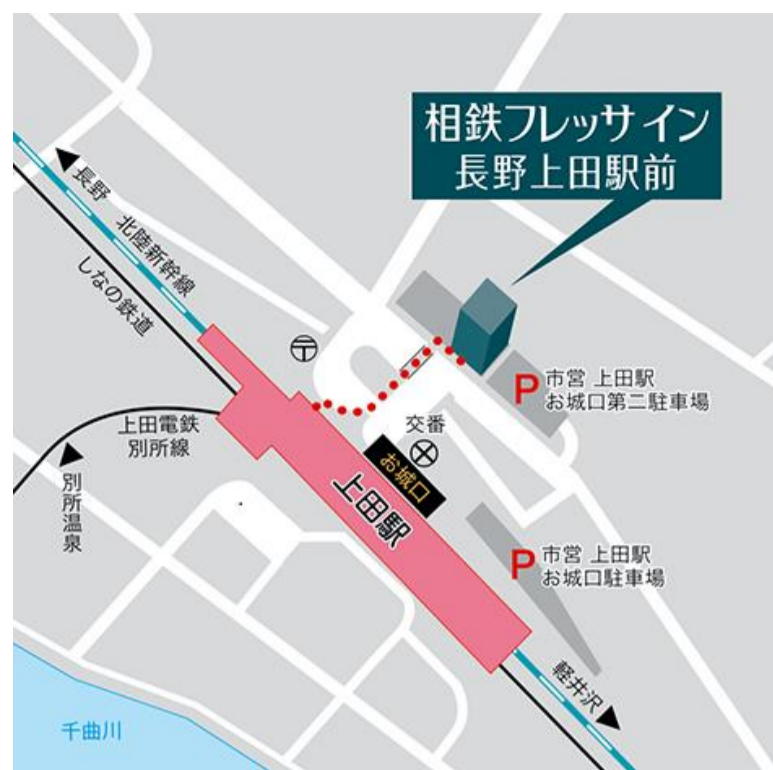 相鉄フレッサイン
長野上田駅前
長野
北陸新幹線
しなの鉄道
上田電鉄
別所線
別所温泉
交番
お城口
上田駅
P
市営 上田駅
お城口第二駐車場
P
市営 上田駅
お城口駐車場
軽井沢
千曲川